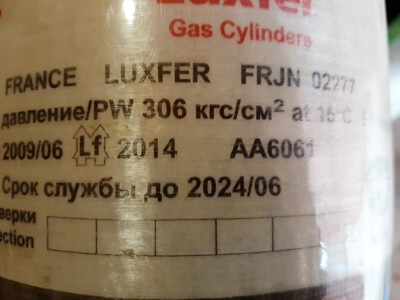 Luxfer
Gas Cylinders
FRANCE LUXFER FRJN 02277
давление/PW 306 кгс/см² at 15°C
2009/06 Lf 2014 AA6061
Срок службы до 2024/06
верки
ction